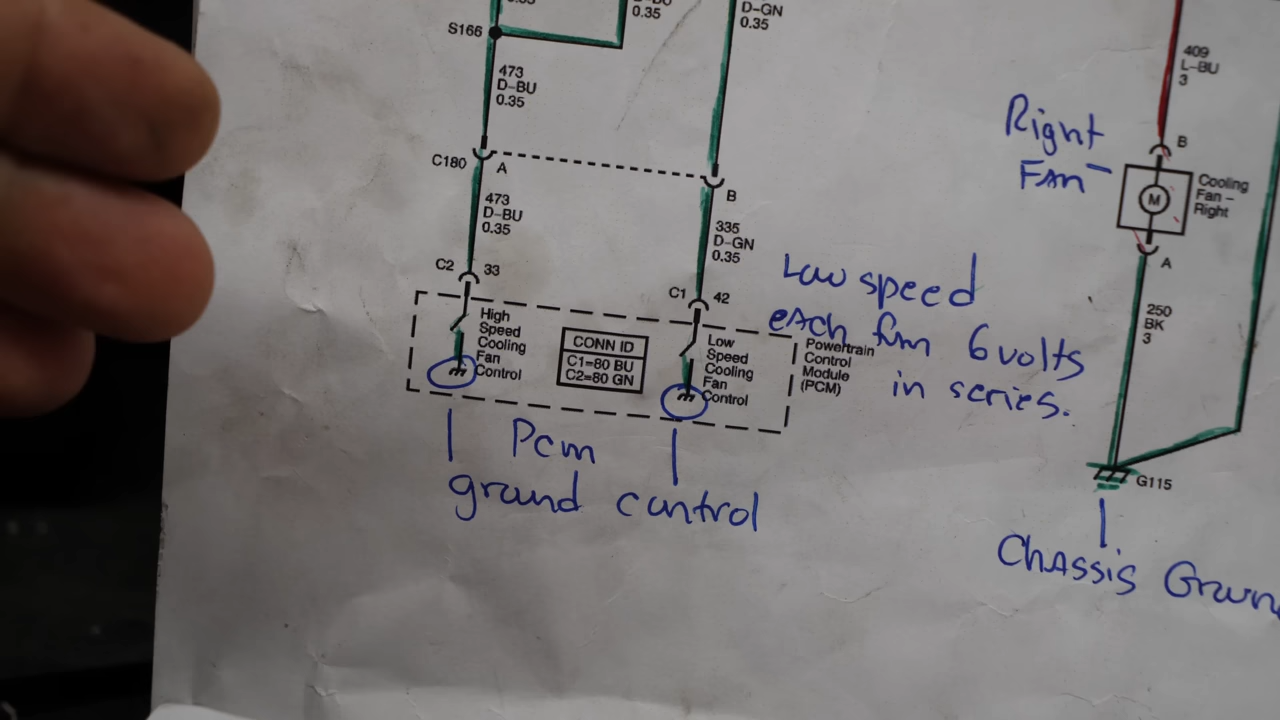 0.35
D-GN
0.35
S166
473
D-BU
0.35
409
L-BU
3
Right
FAN
B
Cooling
Fan –
Right
M
A
C180
A
B
473
D-BU
0.35
335
D-GN
0.35
C2
33
C1
42
Low speed
each fan 6 volts
in series.
High
Speed
Cooling
Fan
Control
CONN ID
C1=80 BU
C2=80 GN
Low
Speed
Cooling
Fan
Control
Powertrain
Control
Module
(PCM)
250
BK
3
G115
Pcm
ground control
Chassis